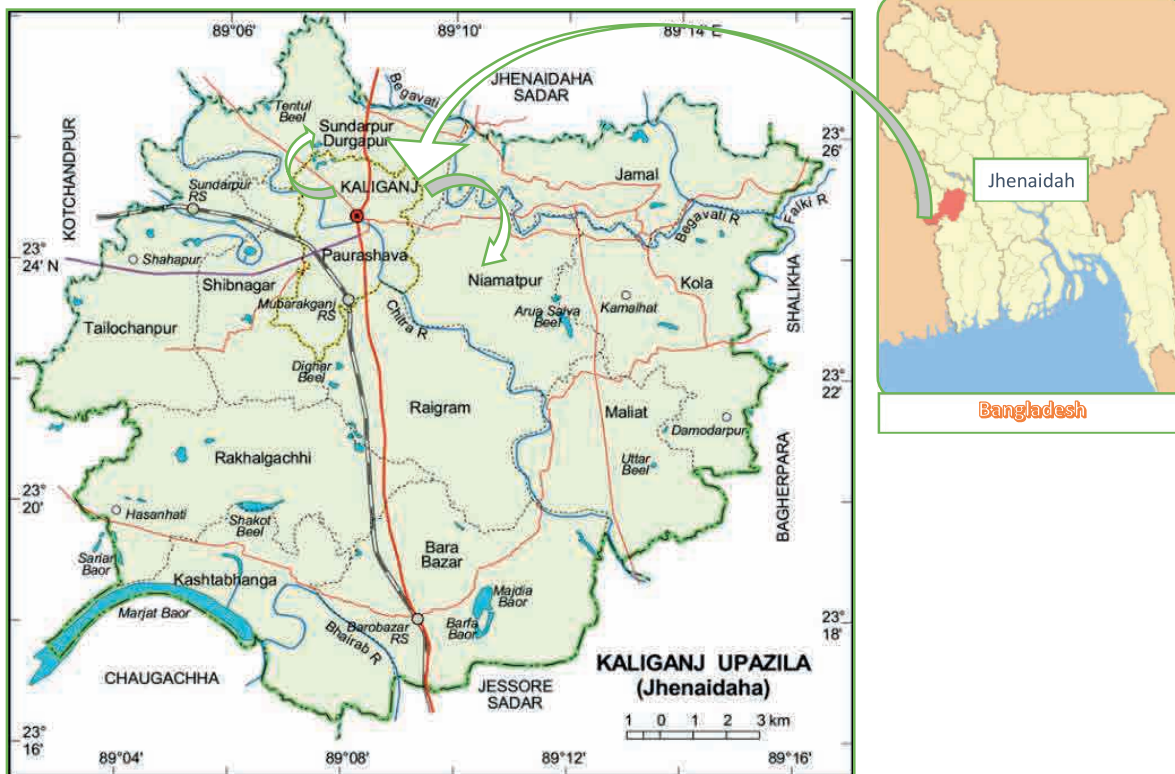 89°06'
89°10'
89°14' E
Begavati
JHENAIDAHA
SADAR
Tentul
Beel
Sundarpur
Durgapur
23°
26'
KOTCHANDPUR
Sundarpur
RS
KALIGANJ
Jamal
Begavati R
Falki R
23°
24' N
Shahapur
Paurashava
Shibnagar
Niamatpur
Kola
Mubarakganj
RS
Chitra R
Arua Salva
Beel
Kamalhat
SHALIKHA
Tailochanpur
Dighar
Beel
23°
22'
Raigram
Maliat
Damodarpur
Rakhalgachhi
Uttar
Beel
BAGHERPARA
23°
20'
Hasanhati
Shakot
Beel
Bara
Bazar
Sariar
Baor
Kashtabhanga
Majdia
Baor
Marjat Baor
Bhairab R
Barobazar
RS
Barfa
Baor
23°
18'
CHAUGACHHA
JESSORE
SADAR
KALIGANJ UPAZILA
(Jhenaidaha)
1 0 1 2 3 km
23°
16'
89°04'
89°08'
89°12'
89°16'
Jhenaidah
Bangladesh